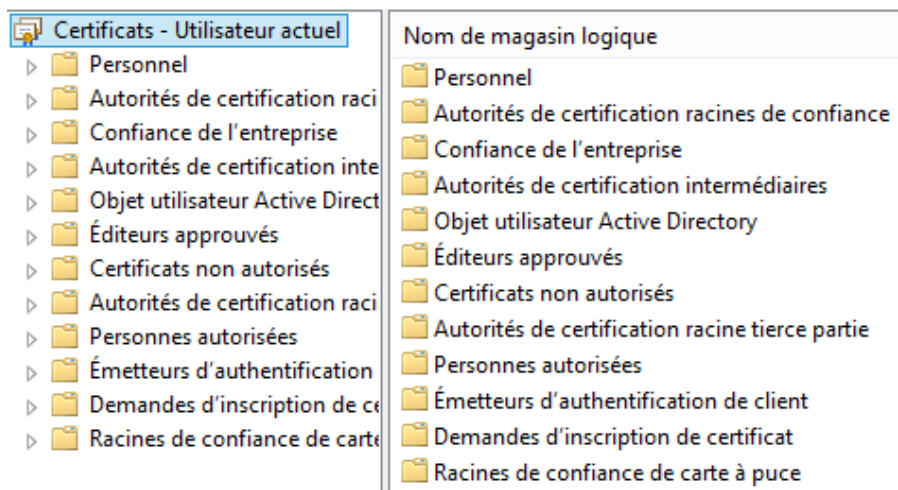 Certificats - Utilisateur actuel
Personnel
Autorités de certification raci
Confiance de l'entreprise
Autorités de certification inte
Objet utilisateur Active Direct
Éditeurs approuvés
Certificats non autorisés
Autorités de certification raci
Personnes autorisées
Émetteurs d'authentification
Demandes d'inscription de ce
Racines de confiance de carte
Nom de magasin logique
Personnel
Autorités de certification racines de confiance
Confiance de l'entreprise
Autorités de certification intermédiaires
Objet utilisateur Active Directory
Éditeurs approuvés
Certificats non autorisés
Autorités de certification racine tierce partie
Personnes autorisées
Émetteurs d'authentification de client
Demandes d'inscription de certificat
Racines de confiance de carte à puce